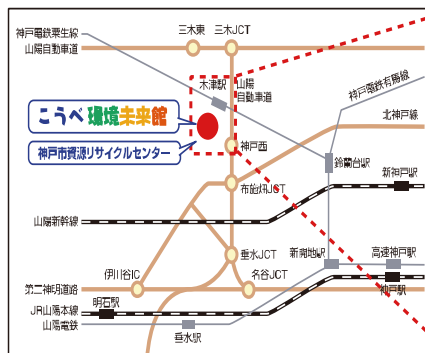 神戸電鉄粟生線
三木東
三木JCT
山陽自動車道
木津駅
山陽
自動車道
神戸電鉄有馬線
こうべ環境未来館
北神戸線
神戸市資源リサイクルセンター
神戸西
鈴蘭台駅
新神戸駅
布施畑JCT
山陽新幹線
垂水JCT
新開地駅
高速神戸駅
伊川谷IC
名谷JCT
第二神明道路
神戸駅
明石駅
JR山陽本線
山陽電鉄
垂水駅